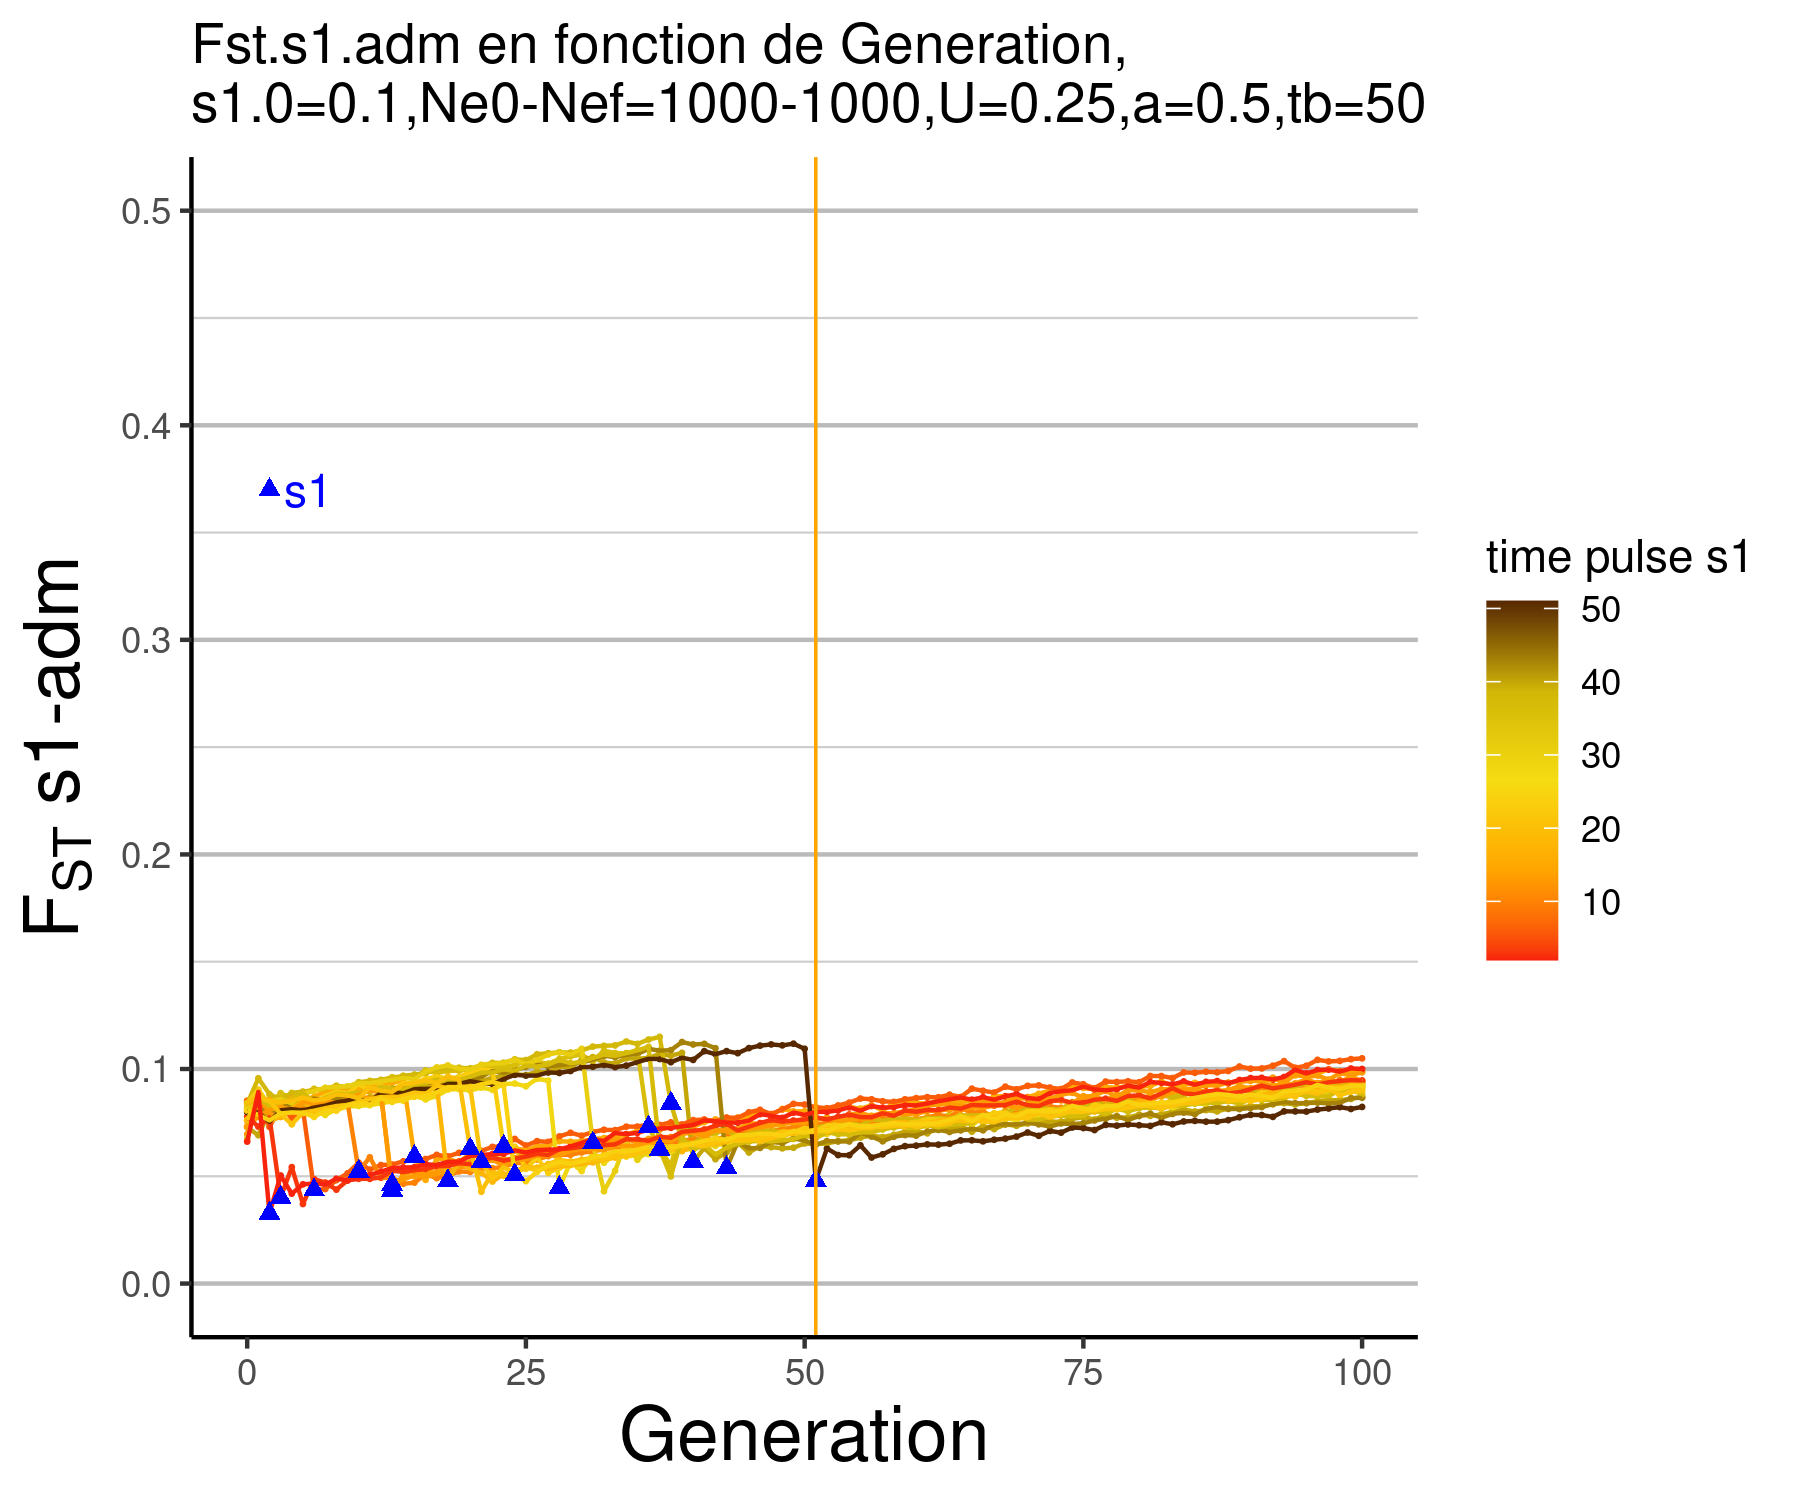 Fst.s1.adm en fonction de Generation,
s1.0=0.1,Ne0-Nef=1000-1000,U=0.25,a=0.5,tb=50
0.5
0.4
0.3
0.2
0.1
0.0
FST s1-adm
s1
0 25 50 75 100
Generation
time pulse s1
50
40
30
20
10